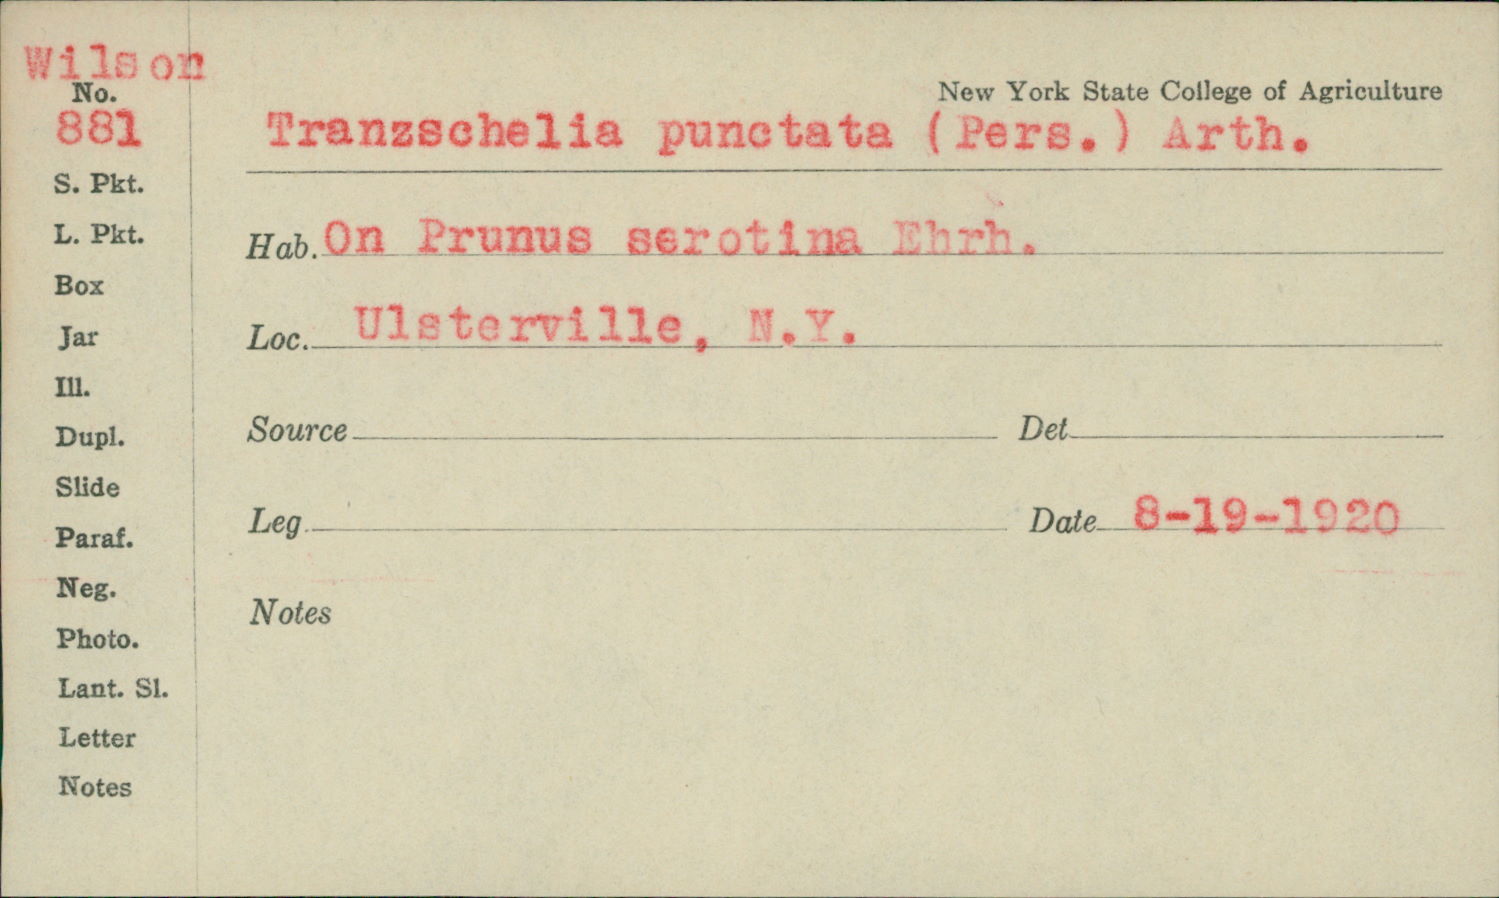 Wilson
No.
881
S. Pkt.
L. Pkt.
Box
Jar
Ill.
Dupl.
Slide
Paraf.
Neg.
Photo.
Lant. Sl.
Letter
Notes
New York State College of Agriculture
Tranzschelia punctata (Pers.) Arth.
Hab. On Prunus serotina Ehrh.
Loc. Ulsterville, N.Y.
Source Det.
Leg. Date 8-19-1920
Notes